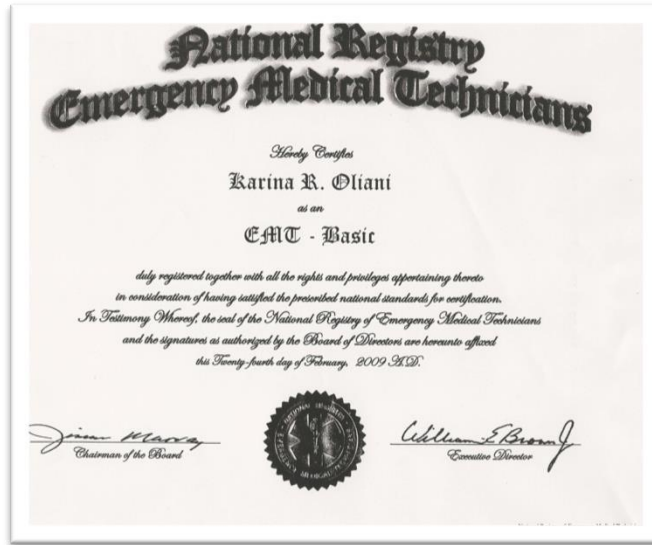 National Registry
Emergency Medical Technicians
Hereby Certifies
Karina R. Oliani
as an
EMT - Basic
duly registered together with all the rights and privileges appertaining thereto
in consideration of having satisfied the prescribed national standards for certification.
In Testimony Whereof, the seal of the National Registry of Emergency Medical Technicians
and the signatures as authorized by the Board of Directors are hereunto affixed
this Twenty-fourth day of February, 2009 A.D.
Chairman of the Board
William E Brown Jr
Executive Director